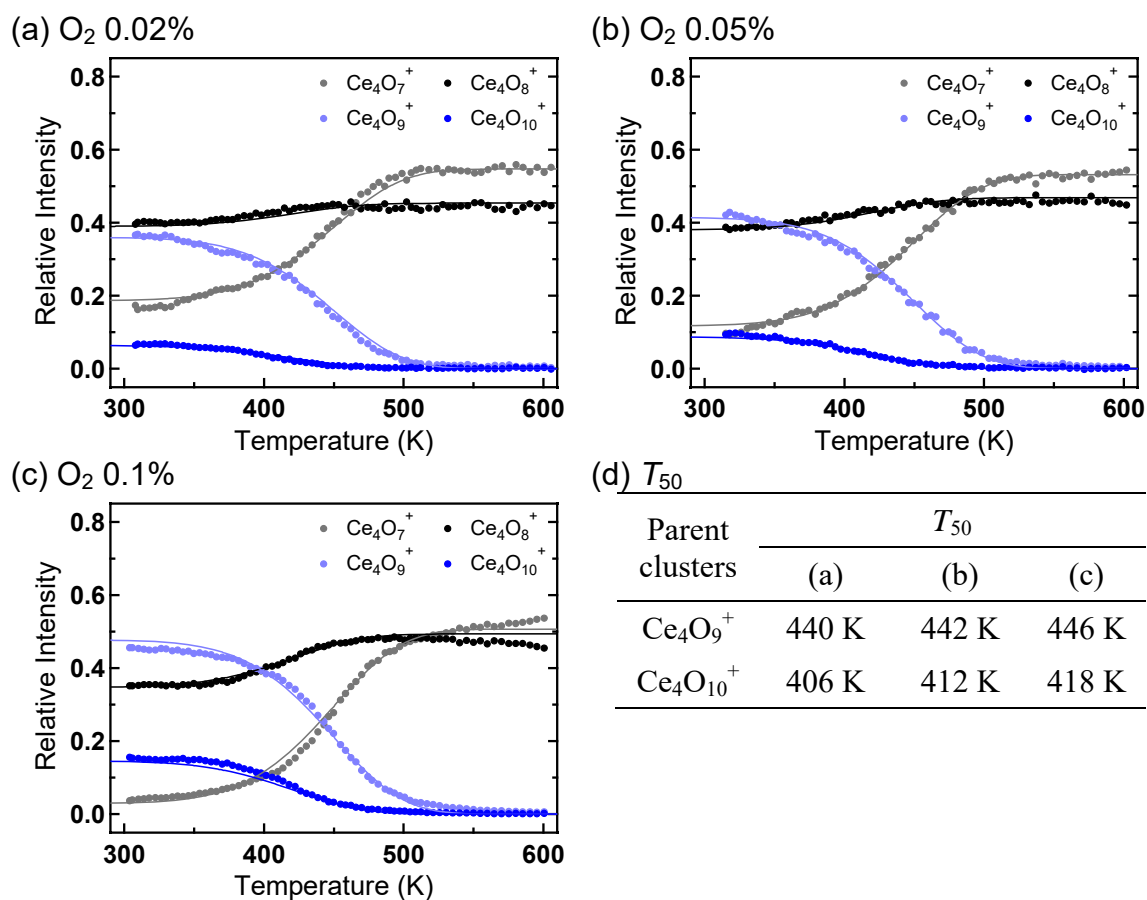 (a) O₂ 0.02%
Ce₄O₇⁺ Ce₄O₈⁺
Ce₄O₉⁺ Ce₄O₁₀⁺
0.8
0.6
0.4
0.2
0.0
Relative Intensity
300 400 500 600
Temperature (K)
(b) O₂ 0.05%
Ce₄O₇⁺ Ce₄O₈⁺
Ce₄O₉⁺ Ce₄O₁₀⁺
0.8
0.6
0.4
0.2
0.0
Relative Intensity
300 400 500 600
Temperature (K)
(c) O₂ 0.1%
Ce₄O₇⁺ Ce₄O₈⁺
Ce₄O₉⁺ Ce₄O₁₀⁺
0.8
0.6
0.4
0.2
0.0
Relative Intensity
300 400 500 600
Temperature (K)
(d) T₅₀
Parent clusters T₅₀
(a) (b) (c)
Ce₄O₉⁺ 440 K 442 K 446 K
Ce₄O₁₀⁺ 406 K 412 K 418 K